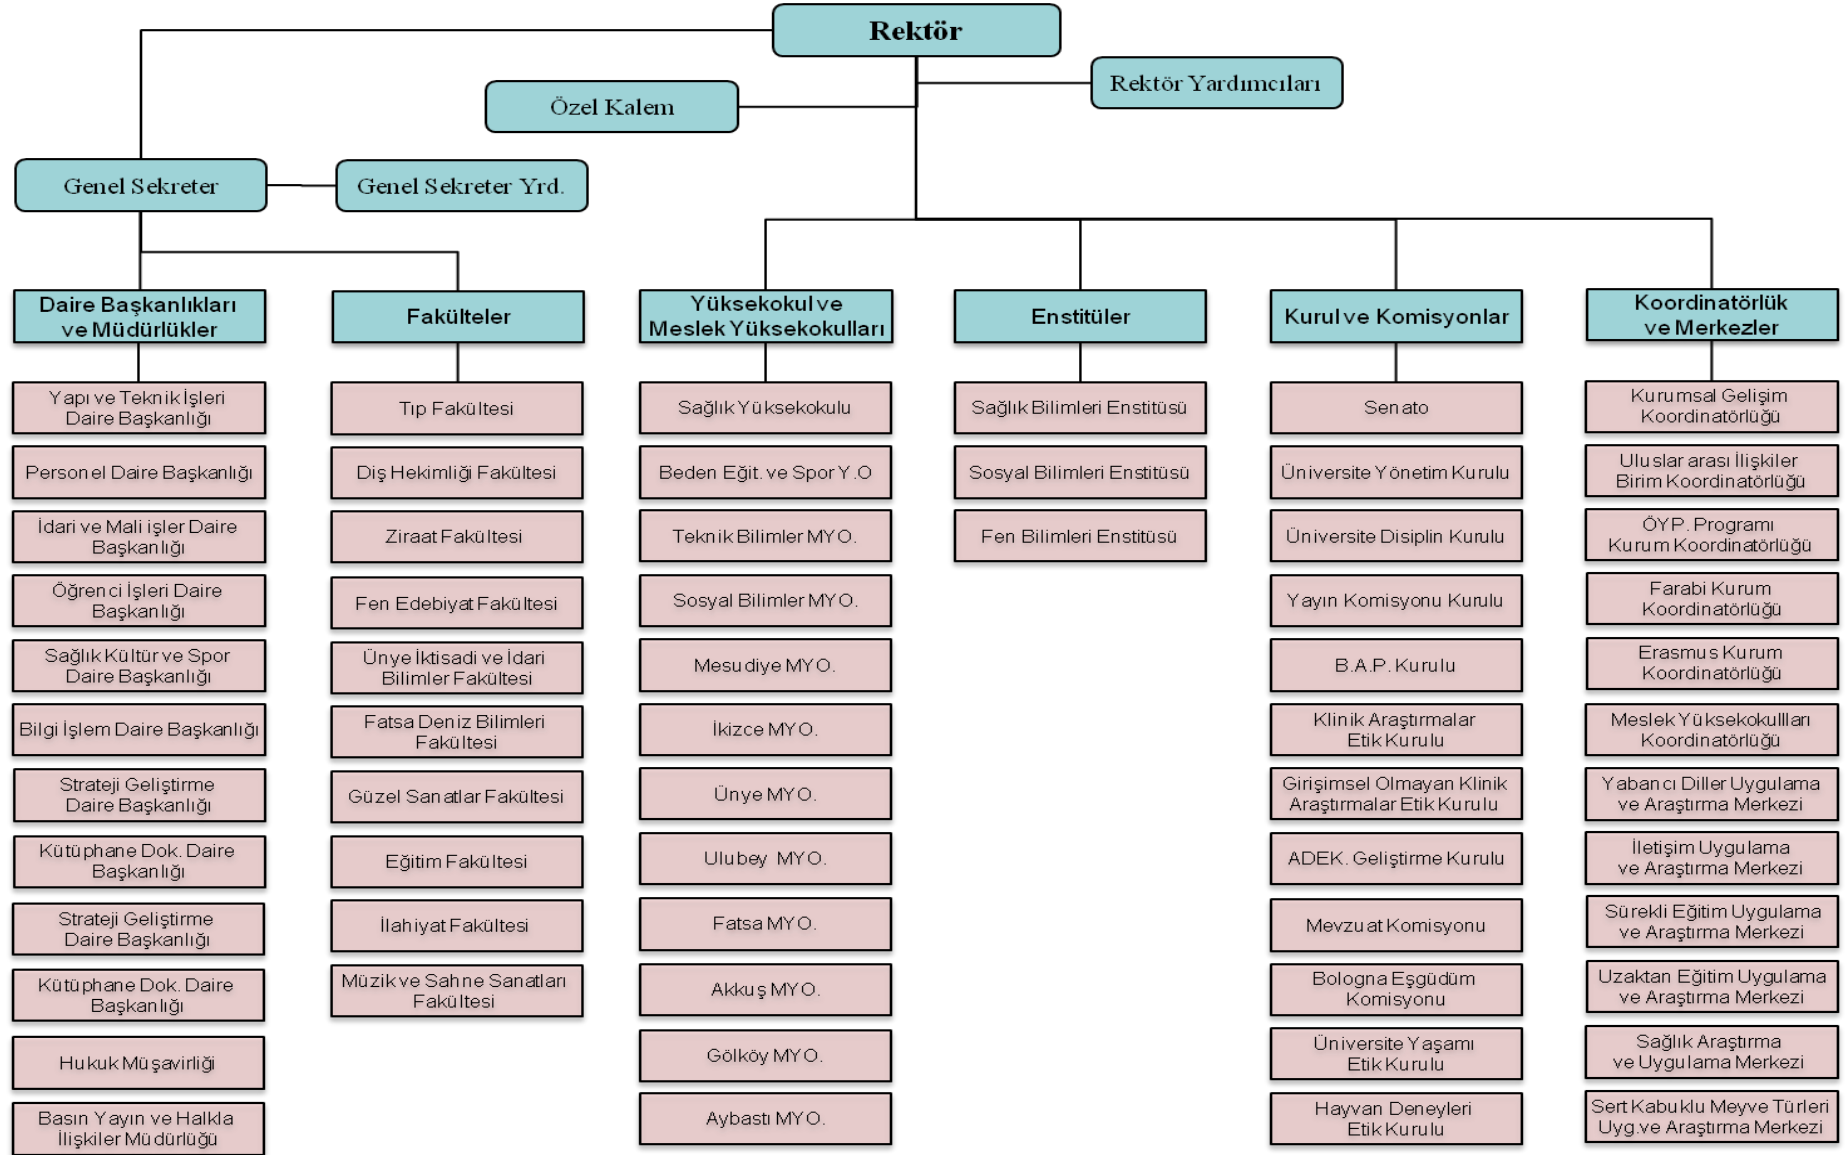 Rektör
Rektör Yardımcıları
Özel Kalem
Genel Sekreter
Genel Sekreter Yrd.
Daire Başkanlıkları
ve Müdürlükler
Yapı ve Teknik İşleri
Daire Başkanlığı
Personel Daire Başkanlığı
İdari ve Mali işler Daire
Başkanlığı
Öğrenci İşleri Daire
Başkanlığı
Sağlık Kültür ve Spor
Daire Başkanlığı
Bilgi İşlem Daire Başkanlığı
Strateji Geliştirme
Daire Başkanlığı
Kütüphane Dok. Daire
Başkanlığı
Strateji Geliştirme
Daire Başkanlığı
Kütüphane Dok. Daire
Başkanlığı
Hukuk Müşavirliği
Basın Yayın ve Halkla
İlişkiler Müdürlüğü
Fakülteler
Tıp Fakültesi
Diş Hekimliği Fakültesi
Ziraat Fakültesi
Fen Edebiyat Fakültesi
Ünye İktisadi ve İdari
Bilimler Fakültesi
Fatsa Deniz Bilimleri
Fakültesi
Güzel Sanatlar Fakültesi
Eğitim Fakültesi
İlahiyat Fakültesi
Müzik ve Sahne Sanatları
Fakültesi
Yüksekokul ve
Meslek Yüksekokulları
Sağlık Yüksekokulu
Beden Eğit. ve Spor Y.O
Teknik Bilimler MYO.
Sosyal Bilimler MYO.
Mesudiye MYO.
İkizce MYO.
Ünye MYO.
Ulubey MYO.
Fatsa MYO.
Akkuş MYO.
Gölköy MYO.
Aybastı MYO.
Enstitüler
Sağlık Bilimleri Enstitüsü
Sosyal Bilimleri Enstitüsü
Fen Bilimleri Enstitüsü
Kurul ve Komisyonlar
Senato
Üniversite Yönetim Kurulu
Üniversite Disiplin Kurulu
Yayın Komisyonu Kurulu
B.A.P. Kurulu
Klinik Araştırmalar
Etik Kurulu
Girişimsel Olmayan Klinik
Araştırmalar Etik Kurulu
ADEK. Geliştirme Kurulu
Mevzuat Komisyonu
Bologna Eşgüdüm
Komisyonu
Üniversite Yaşamı
Etik Kurulu
Hayvan Deneyleri
Etik Kurulu
Koordinatörlük
ve Merkezler
Kurumsal Gelişim
Koordinatörlüğü
Uluslar arası İlişkiler
Birim Koordinatörlüğü
ÖYP. Programı
Kurum Koordinatörlüğü
Farabi Kurum
Koordinatörlüğü
Erasmus Kurum
Koordinatörlüğü
Meslek Yüksekokullları
Koordinatörlüğü
Yabancı Diller Uygulama
ve Araştırma Merkezi
İletişim Uygulama
ve Araştırma Merkezi
Sürekli Eğitim Uygulama
ve Araştırma Merkezi
Uzaktan Eğitim Uygulama
ve Araştırma Merkezi
Sağlık Araştırma
ve Uygulama Merkezi
Sert Kabuklu Meyve Türleri
Uyg.ve Araştırma Merkezi